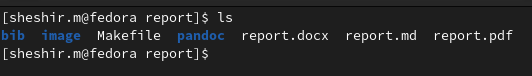 [sheshir.m@fedora report]$ ls
bib image Makefile pandoc report.docx report.md report.pdf
[sheshir.m@fedora report]$